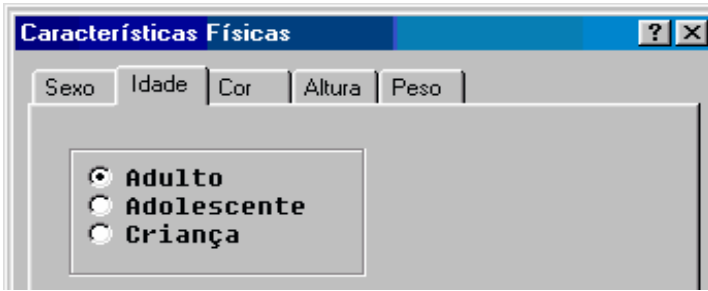 Características Físicas
Sexo Idade Cor Altura Peso
Adulto
Adolescente
Criança